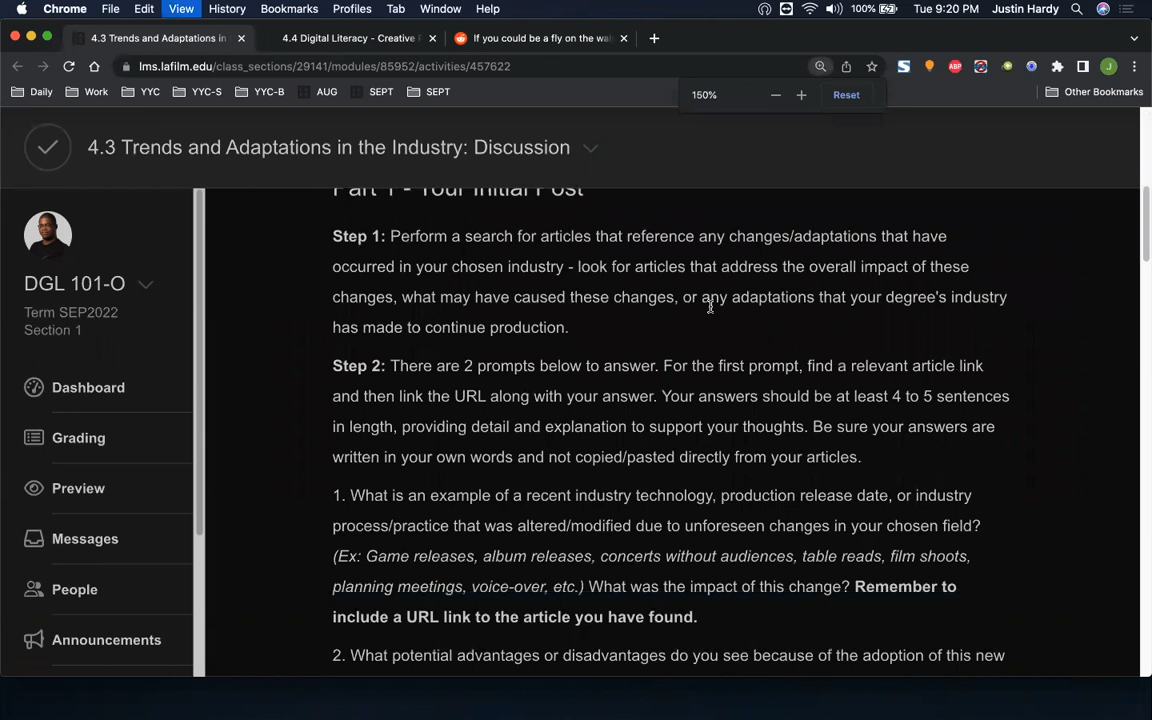 Chrome File Edit View History Bookmarks Profiles Tab Window Help 100% Tue 9:20 PM Justin Hardy
4.3 Trends and Adaptations in 4.4 Digital Literacy - Creative If you could be a fly on the wa
lms.lafilm.edu/class_sections/29141/modules/85952/activities/457622 ABP J
Daily Work YYC YYC-S YYC-B AUG SEPT SEPT Other Bookmarks
150% Reset
4.3 Trends and Adaptations in the Industry: Discussion
Part 1 - Your Initial Post
Step 1: Perform a search for articles that reference any changes/adaptations that have
occurred in your chosen industry - look for articles that address the overall impact of these
changes, what may have caused these changes, or any adaptations that your degree's industry
has made to continue production.
Step 2: There are 2 prompts below to answer. For the first prompt, find a relevant article link
and then link the URL along with your answer. Your answers should be at least 4 to 5 sentences
in length, providing detail and explanation to support your thoughts. Be sure your answers are
written in your own words and not copied/pasted directly from your articles.
1. What is an example of a recent industry technology, production release date, or industry
process/practice that was altered/modified due to unforeseen changes in your chosen field?
(Ex: Game releases, album releases, concerts without audiences, table reads, film shoots,
planning meetings, voice-over, etc.) What was the impact of this change? Remember to
include a URL link to the article you have found.
2. What potential advantages or disadvantages do you see because of the adoption of this new
DGL 101-O
Term SEP2022
Section 1
Dashboard
Grading
Preview
Messages
People
Announcements